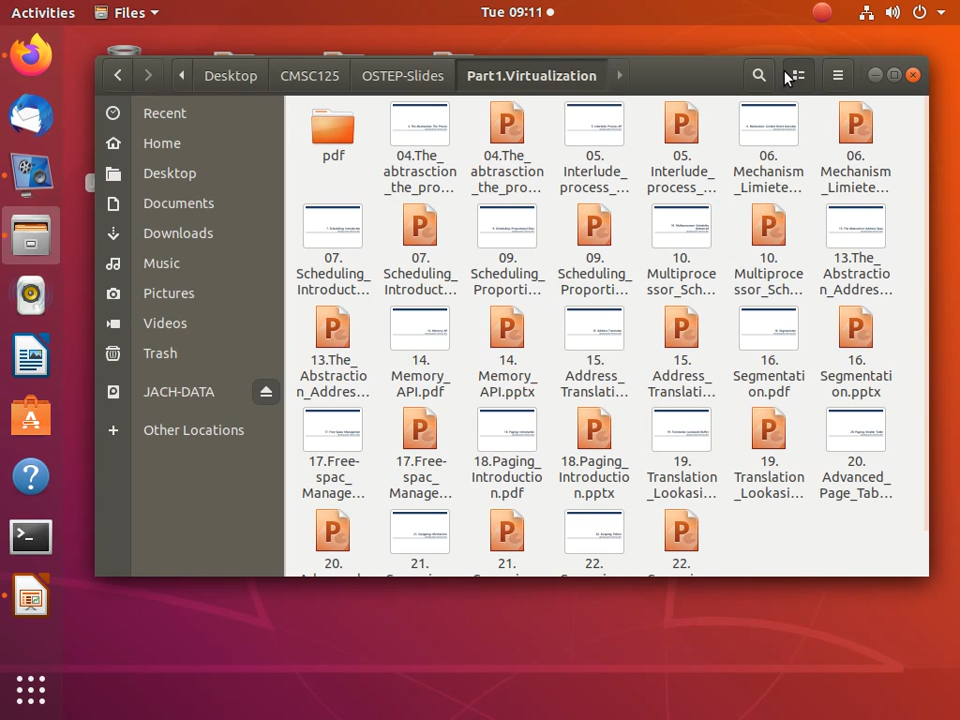 Activities Files Tue 09:11
Desktop CMSC125 OSTEP-Slides Part1.Virtualization
Recent
Home
Desktop
Documents
Downloads
Music
Pictures
Videos
Trash
JACH-DATA
Other Locations
pdf
04.The_
abtrasction
_the_pro…
04.The_
abtrasction
_the_pro…
05.
Interlude_
process_…
05.
Interlude_
process_…
06.
Mechanism
_Limiete…
06.
Mechanism
_Limiete…
07.
Scheduling_
Introduct…
07.
Scheduling_
Introduct…
09.
Scheduling_
Proporti…
09.
Scheduling_
Proporti…
10.
Multiproce
ssor_Sch…
10.
Multiproce
ssor_Sch…
13.The_
Abstractio
n_Addres…
13.The_
Abstractio
n_Addres…
14.
Memory_
API.pdf
14.
Memory_
API.pptx
15.
Address_
Translati…
15.
Address_
Translati…
16.
Segmentati
on.pdf
16.
Segmentati
on.pptx
17.Free-
spac_
Manage…
17.Free-
spac_
Manage…
18.Paging_
Introductio
n.pdf
18.Paging_
Introductio
n.pptx
19.
Translation
_Lookasi…
19.
Translation
_Lookasi…
20.
Advanced_
Page_Tab…
20.
21.
21.
22.
22.